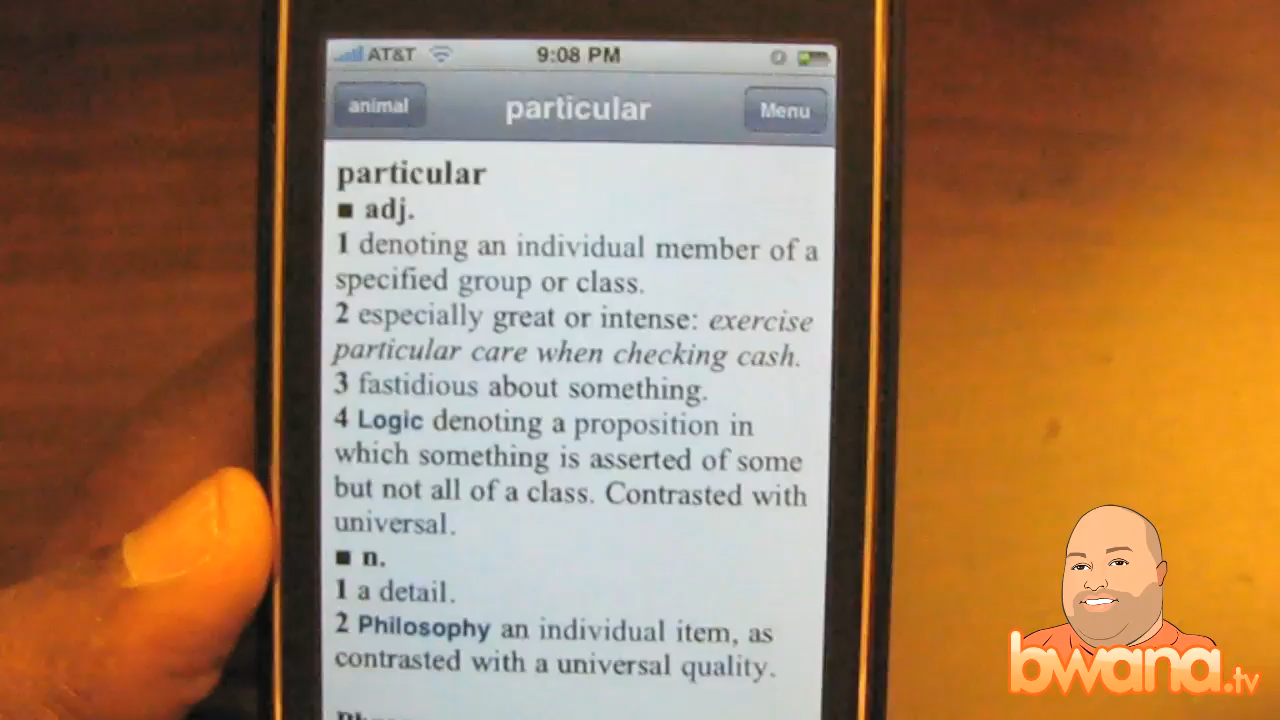 AT&T 9:08 PM
animal particular Menu
particular
■ adj.
1 denoting an individual member of a
specified group or class.
2 especially great or intense: exercise
particular care when checking cash.
3 fastidious about something.
4 Logic denoting a proposition in
which something is asserted of some
but not all of a class. Contrasted with
universal.
■ n.
1 a detail.
2 Philosophy an individual item, as
contrasted with a universal quality.
bwana.tv